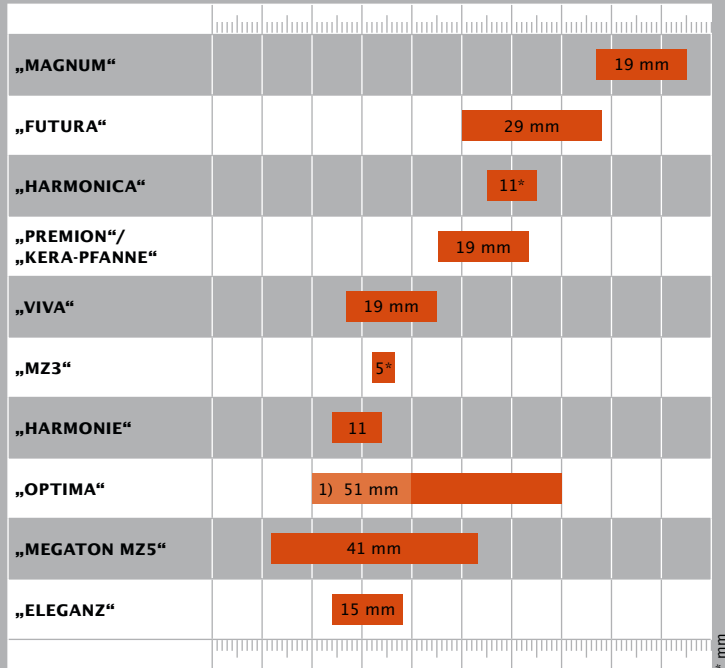 „MAGNUM“
19 mm
„FUTURA“
29 mm
„HARMONICA“
11*
„PREMION“/
„KERA-PFANNE“
19 mm
„VIVA“
19 mm
„MZ3“
5*
„HARMONIE“
11
„OPTIMA“
1) 51 mm
„MEGATON MZ5“
41 mm
„ELEGANZ“
15 mm
* mm